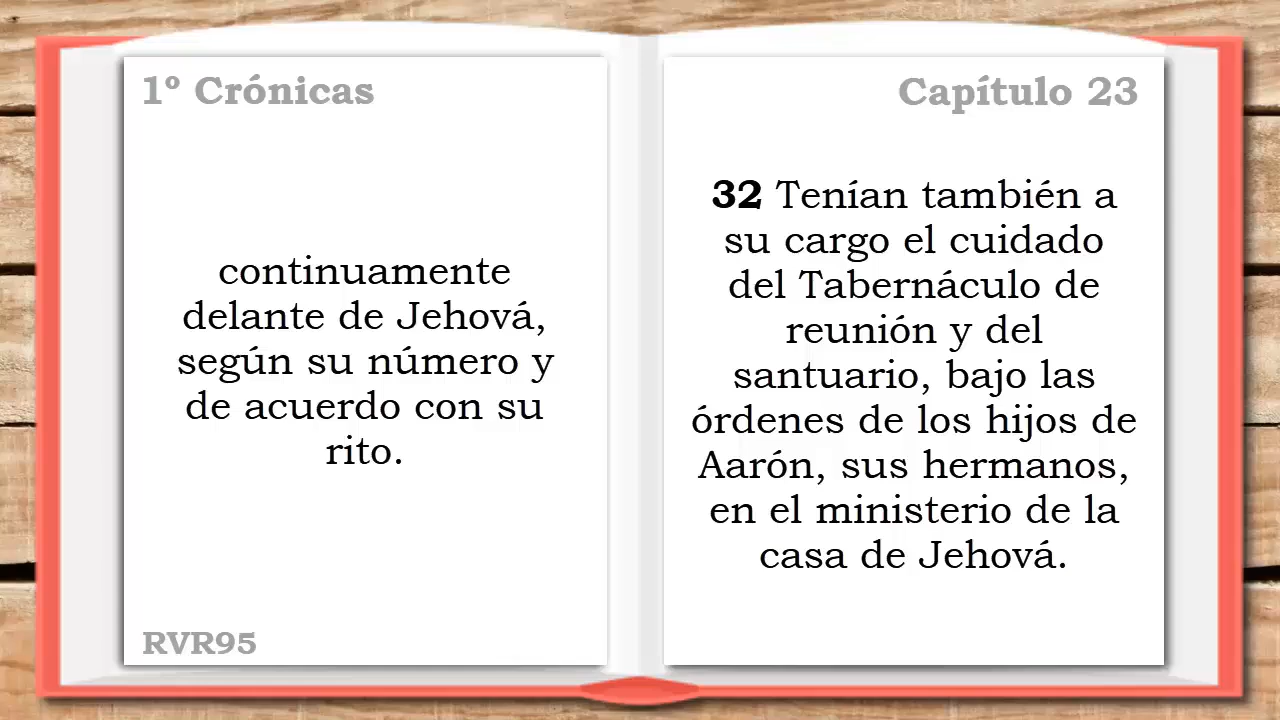 1º Crónicas
continuamente
delante de Jehová,
según su número y
de acuerdo con su
rito.
RVR95
Capítulo 23
32 Tenían también a
su cargo el cuidado
del Tabernáculo de
reunión y del
santuario, bajo las
órdenes de los hijos de
Aarón, sus hermanos,
en el ministerio de la
casa de Jehová.